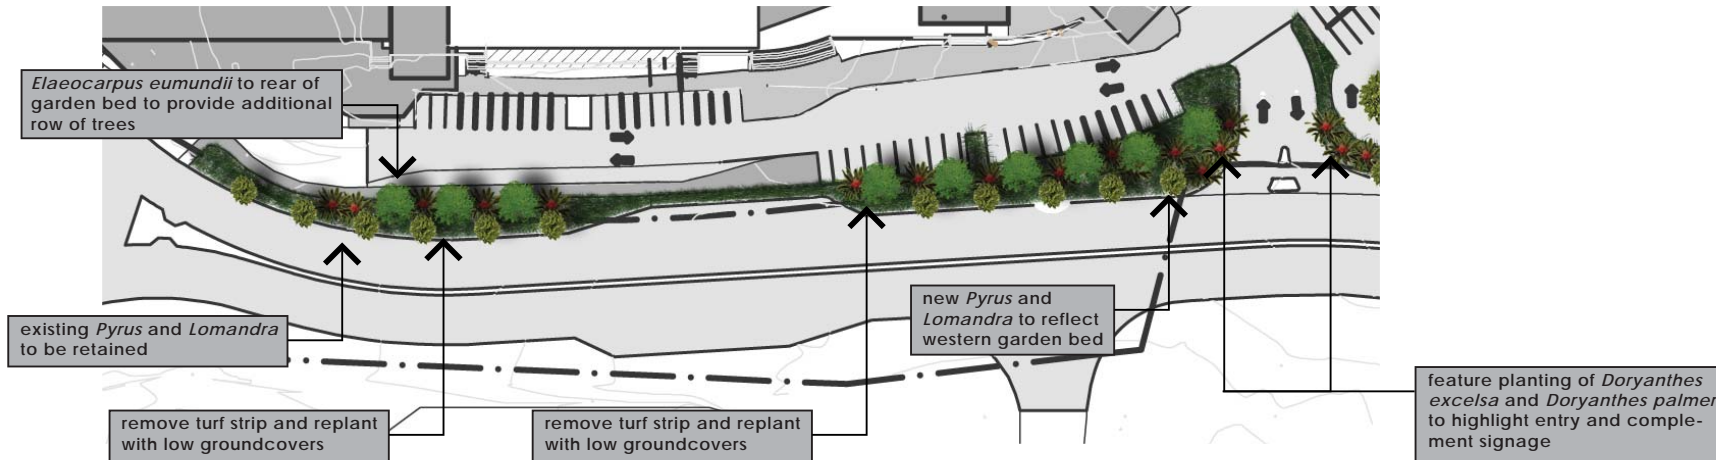 Elaeocarpus eumundii to rear of
garden bed to provide additional
row of trees
existing Pyrus and Lomandra
to be retained
remove turf strip and replant
with low groundcovers
remove turf strip and replant
with low groundcovers
new Pyrus and
Lomandra to reflect
western garden bed
feature planting of Doryanthes
excelsa and Doryanthes palmer
to highlight entry and comple-
ment signage